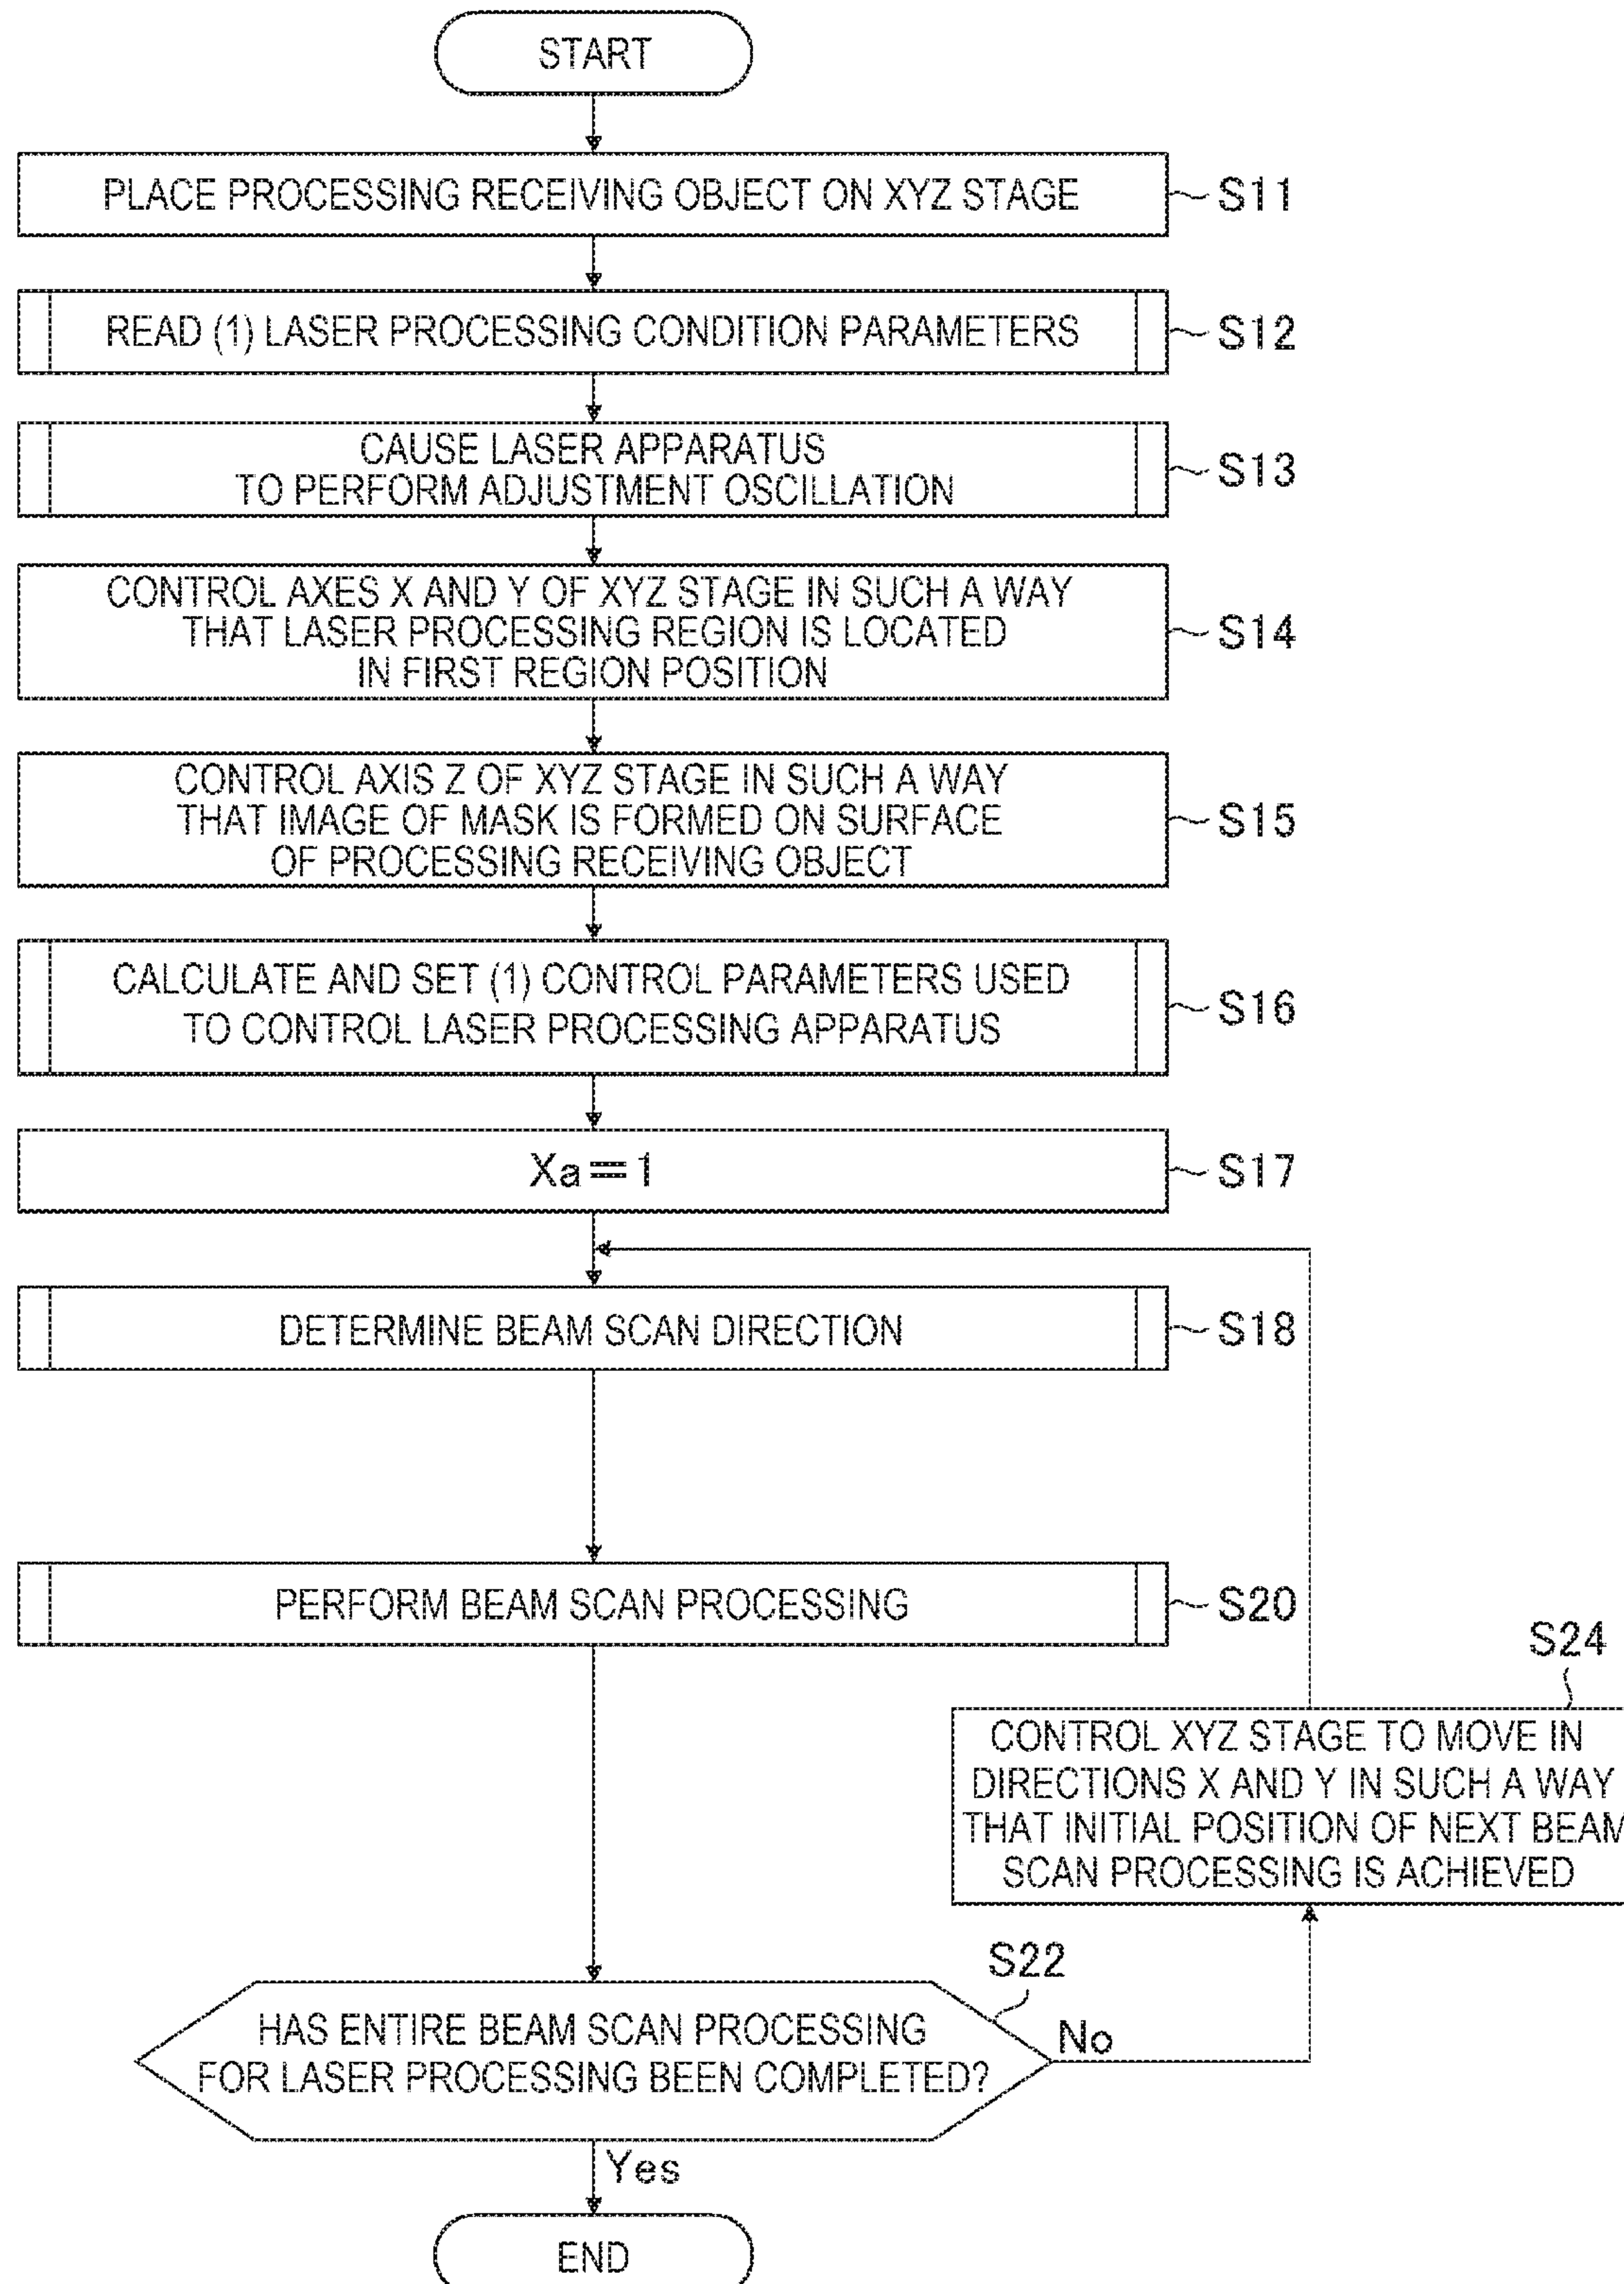 START
PLACE PROCESSING RECEIVING OBJECT ON XYZ STAGE
S11
READ (1) LASER PROCESSING CONDITION PARAMETERS
S12
CAUSE LASER APPARATUS
TO PERFORM ADJUSTMENT OSCILLATION
S13
CONTROL AXES X AND Y OF XYZ STAGE IN SUCH A WAY
THAT LASER PROCESSING REGION IS LOCATED
IN FIRST REGION POSITION
S14
CONTROL AXIS Z OF XYZ STAGE IN SUCH A WAY
THAT IMAGE OF MASK IS FORMED ON SURFACE
OF PROCESSING RECEIVING OBJECT
S15
CALCULATE AND SET (1) CONTROL PARAMETERS USED
TO CONTROL LASER PROCESSING APPARATUS
S16
Xa=1
S17
DETERMINE BEAM SCAN DIRECTION
S18
PERFORM BEAM SCAN PROCESSING
S20
S24
CONTROL XYZ STAGE TO MOVE IN
DIRECTIONS X AND Y IN SUCH A WAY
THAT INITIAL POSITION OF NEXT BEAM
SCAN PROCESSING IS ACHIEVED
S22
HAS ENTIRE BEAM SCAN PROCESSING
FOR LASER PROCESSING BEEN COMPLETED?
No
Yes
END